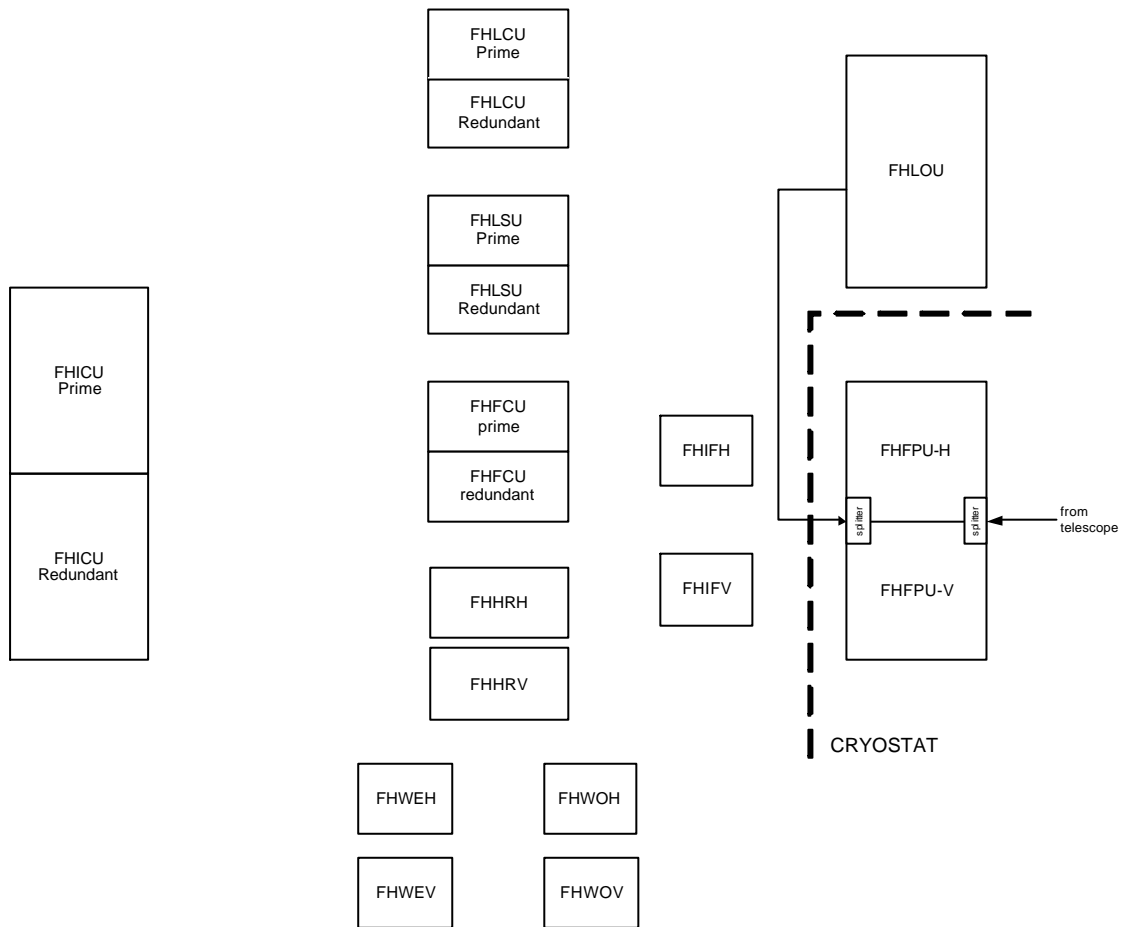 FHLCU
Prime
FHLCU
Redundant
FHLOU
FHLSU
Prime
FHLSU
Redundant
FHICU
Prime
FHICU
Redundant
FHFCU
prime
FHFCU
redundant
FHIFH
FHFPU-H
splitter
splitter
from
telescope
FHIFV
FHFPU-V
FHHRH
FHHRV
CRYOSTAT
FHWEH
FHWOH
FHWEV
FHWOV